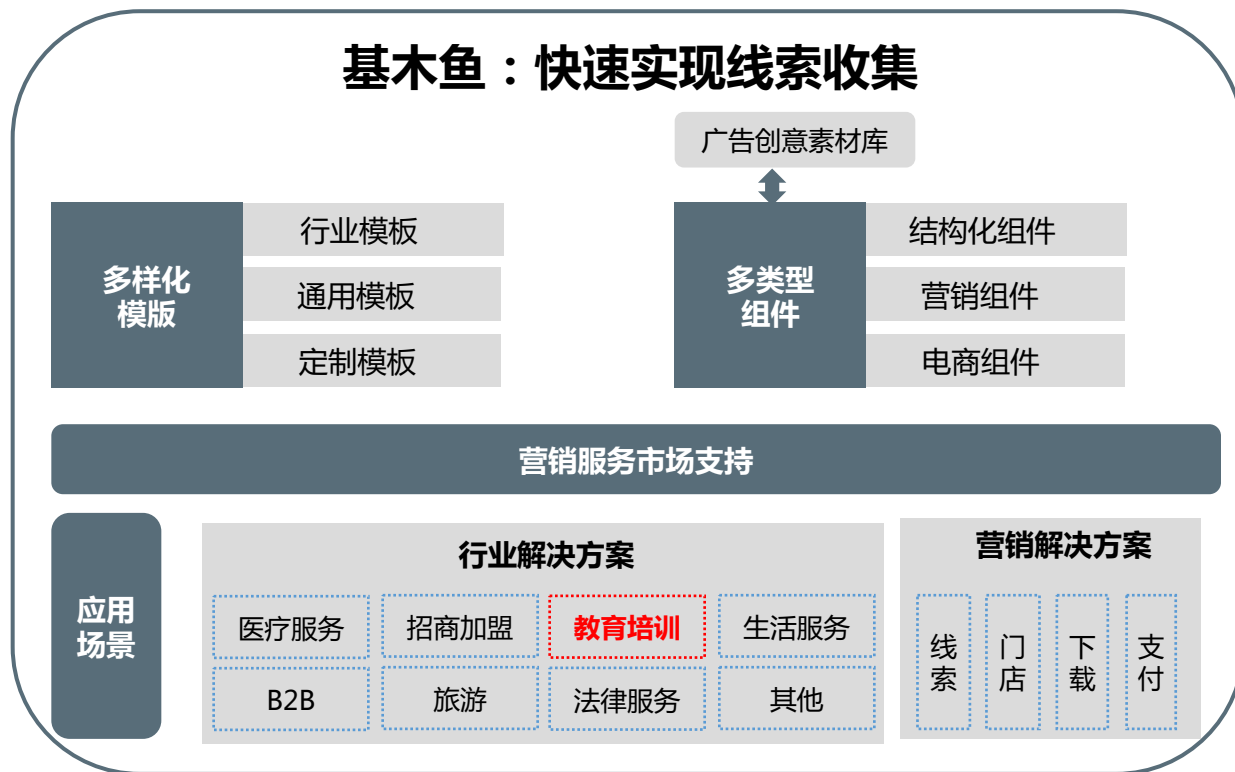 基木鱼：快速实现线索收集
广告创意素材库
多样化
模版
行业模板
通用模板
定制模板
多类型
组件
结构化组件
营销组件
电商组件
营销服务市场支持
应用
场景
行业解决方案
医疗服务
招商加盟
教育培训
生活服务
B2B
旅游
法律服务
其他
营销解决方案
线索
门店
下载
支付